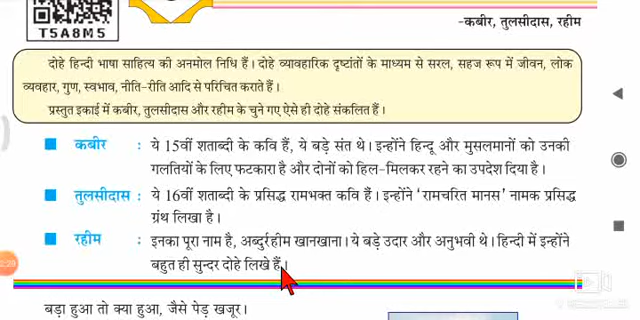 T5A8M5
-कबीर, तुलसीदास, रहीम
दोहे हिन्दी भाषा साहित्य की अनमोल निधि हैं। दोहे व्यावहारिक दृष्टांतों के माध्यम से सरल, सहज रूप में जीवन, लोक
व्यवहार, गुण, स्वभाव, नीति-रीति आदि से परिचित कराते हैं।
प्रस्तुत इकाई में कबीर, तुलसीदास और रहीम के चुने गए ऐसे ही दोहे संकलित हैं।
कबीर : ये 15वीं शताब्दी के कवि हैं, ये बड़े संत थे। इन्होंने हिन्दू और मुसलमानों को उनकी
गलतियों के लिए फटकारा है और दोनों को हिल-मिलकर रहने का उपदेश दिया है।
तुलसीदास : ये 16वीं शताब्दी के प्रसिद्ध रामभक्त कवि हैं। इन्होंने ‘रामचरित मानस’ नामक प्रसिद्ध
ग्रंथ लिखा है।
रहीम : इनका पूरा नाम है, अब्दुर्रहीम खानखाना। ये बड़े उदार और अनुभवी थे। हिन्दी में इन्होंने
बहुत ही सुन्दर दोहे लिखे हैं।
बड़ा हुआ तो क्या हुआ, जैसे पेड़ खजूर।